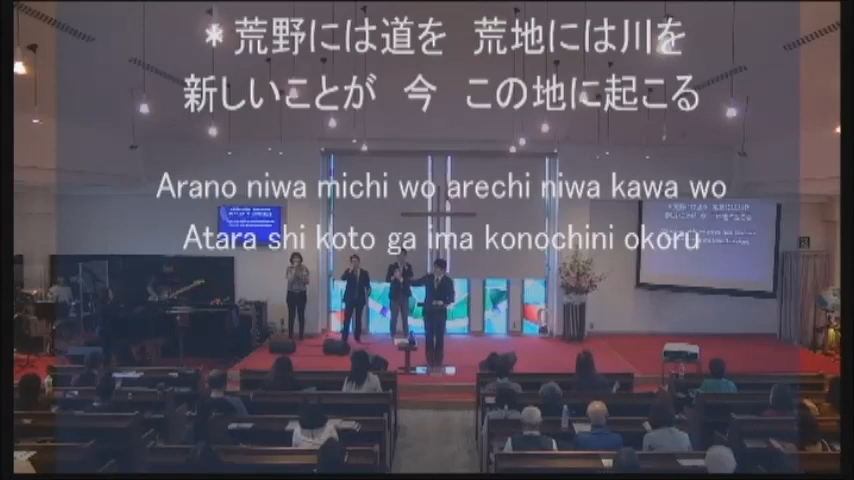 ＊荒野には道を　荒地には川を
新しいことが　今　この地に起こる
Arano niwa michi wo arechi niwa kawa wo
Atara shi koto ga ima konochini okoru